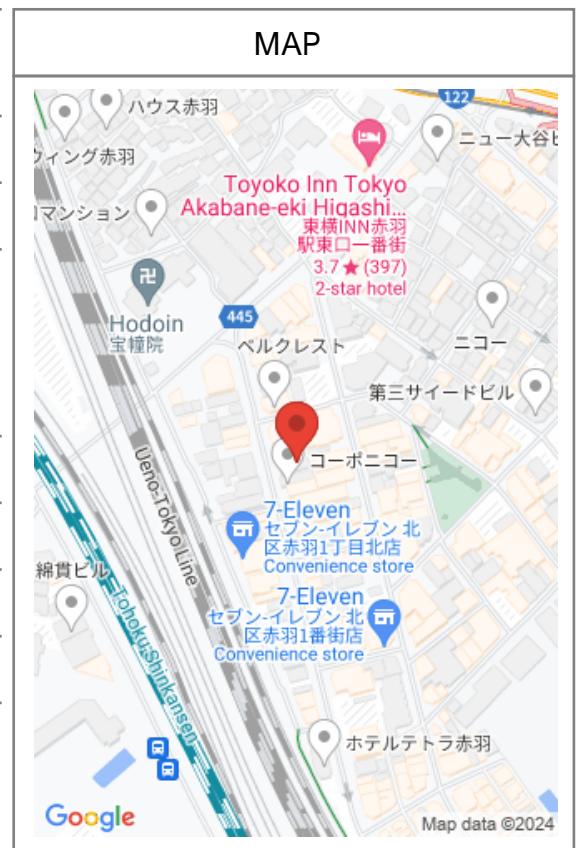 MAP
122
ハウス赤羽
ニュー大谷ビ
ウィング赤羽
Toyoko Inn Tokyo
Akabane-eki Higashi...
東横INN赤羽
駅東口一番街
3.7★(397)
2-star hotel
マンション
卍
Hodoin
宝幢院
445
ベルクレスト
ニコー
第三サイードビル
コーポニコー
Ueno-Tokyo Line
7-Eleven
セブン-イレブン 北
区赤羽1丁目北店
Convenience store
綿貫ビル
7-Eleven
セブン-イレブン 北
区赤羽1番街店
Convenience store
Tohoku Shinkansen
ホテルテトラ赤羽
Google
Map data ©2024